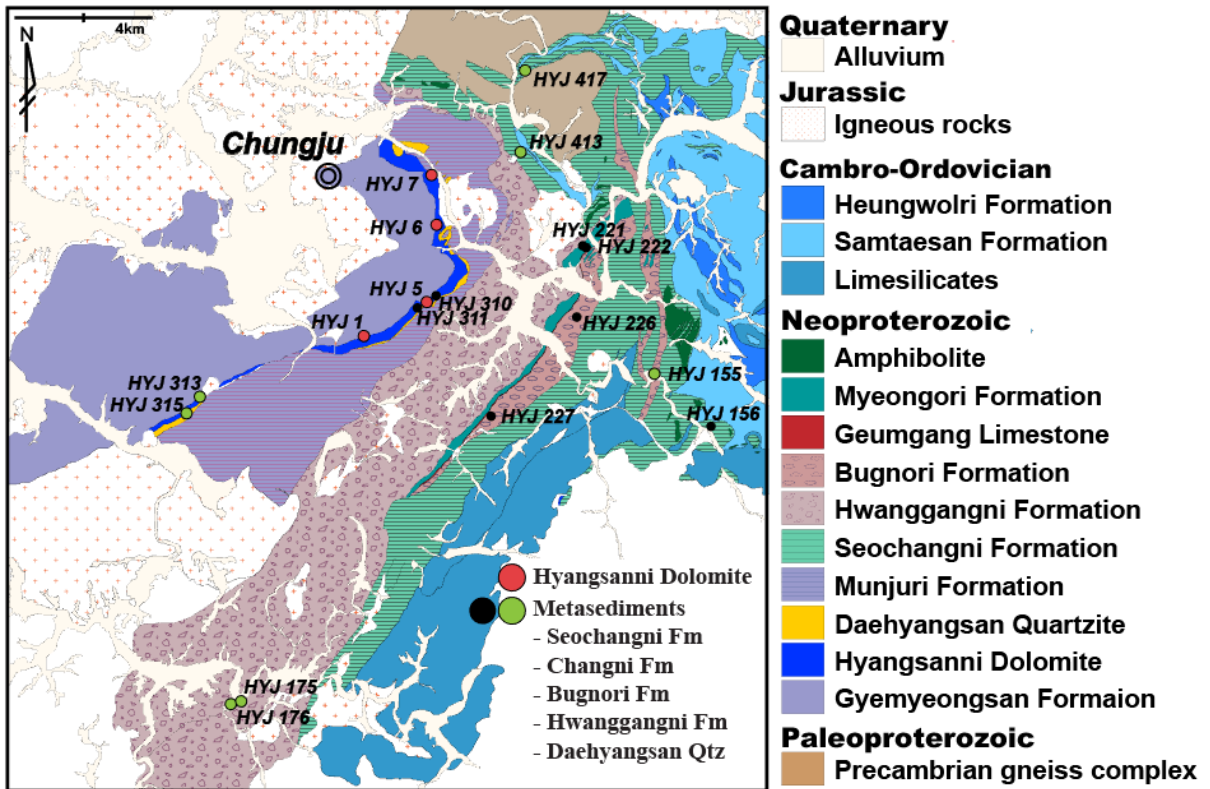 N
4km
HYJ 417
Chungju
HYJ 413
HYJ 7
HYJ 6
HYJ 221
HYJ 222
HYJ 5
HYJ 310
HYJ 311
HYJ 1
HYJ 226
HYJ 313
HYJ 315
HYJ 155
HYJ 156
HYJ 227
HYJ 175
HYJ 176
Hyangsanni Dolomite
Metasediments
- Seochangni Fm
- Changni Fm
- Bugnori Fm
- Hwanggangni Fm
- Daehyangsan Qtz
Quaternary
Alluvium
Jurassic
Igneous rocks
Cambro-Ordovician
Heungwolri Formation
Samtaesan Formation
Limesilicates
Neoproterozoic
Amphibolite
Myeongori Formation
Geumgang Limestone
Bugnori Formation
Hwanggangni Formation
Seochangni Formation
Munjuri Formation
Daehyangsan Quartzite
Hyangsanni Dolomite
Gyemyeongsan Formaion
Paleoproterozoic
Precambrian gneiss complex